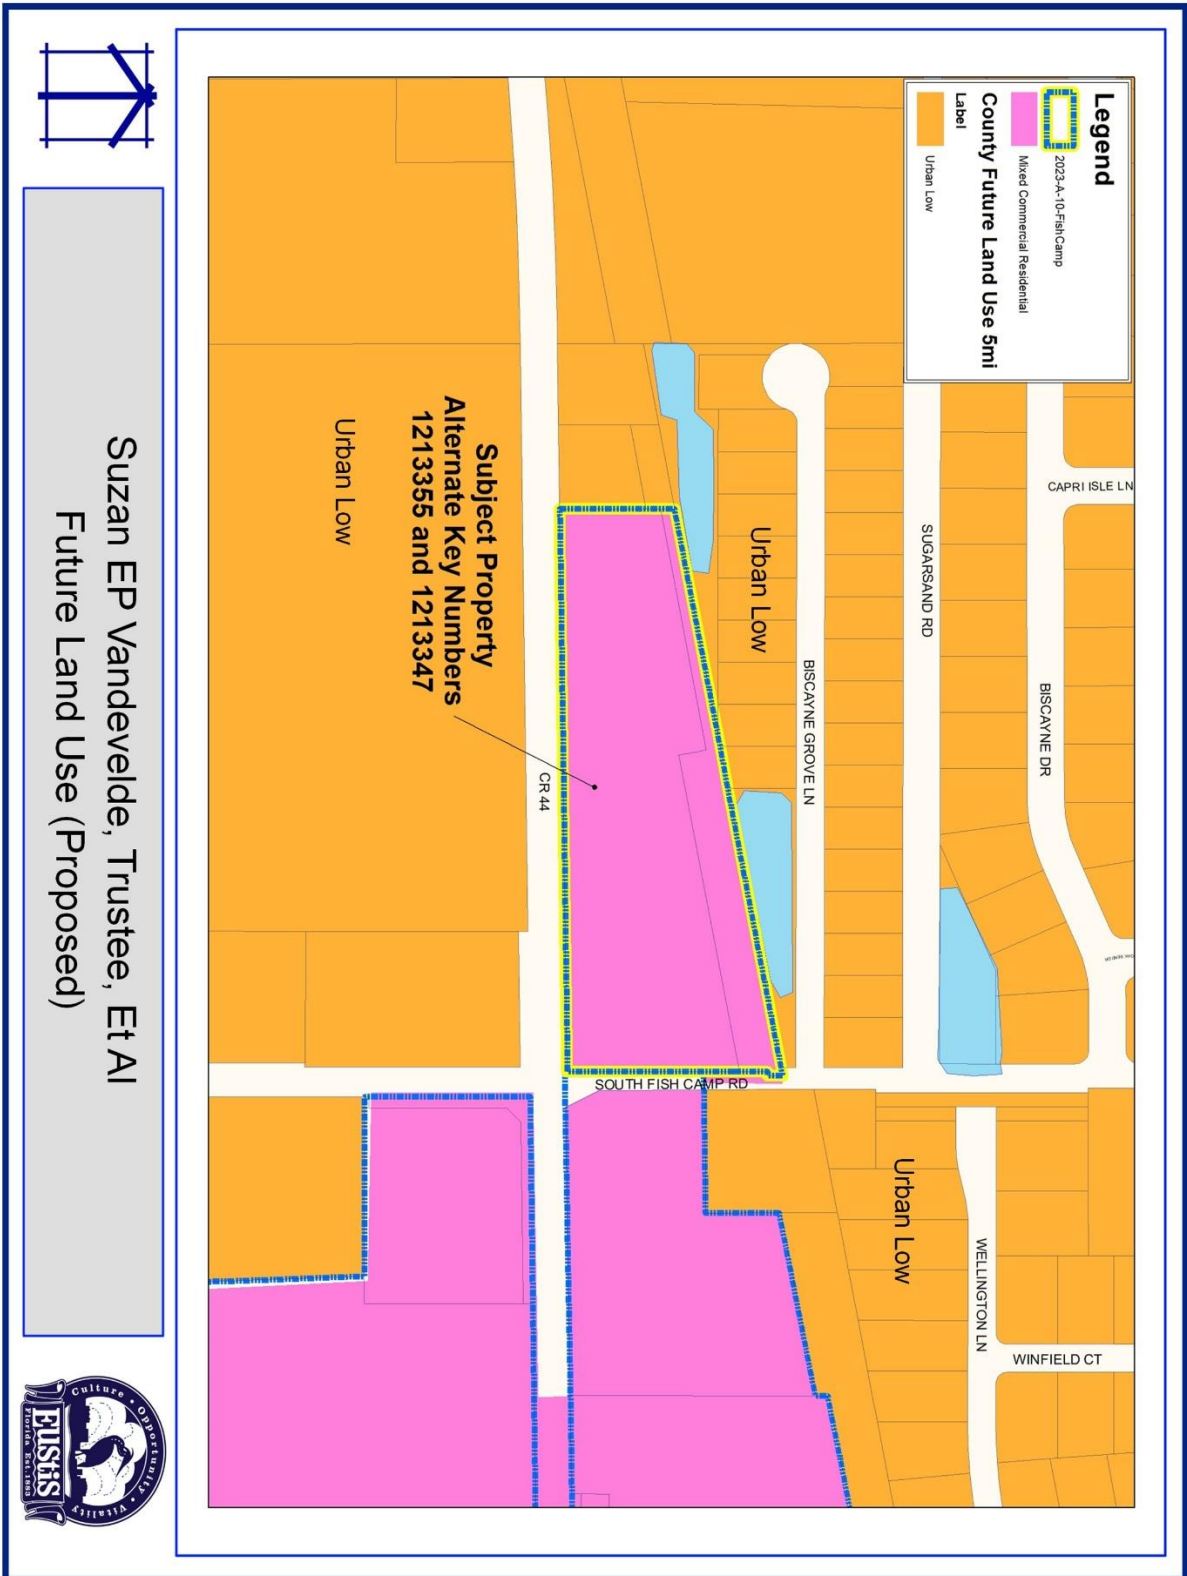 Legend
2023-A-10-FishCamp
Mixed Commercial Residential
County Future Land Use 5mi
Label
Urban Low
CAPRI ISLE LN
BISCAYNE DR
SUGARSAND RD
BISCAYNE GROVE LN
Urban Low
WINFIELD CT
WELLINGTON LN
Urban Low
SOUTH FISH CAMP RD
CR 44
Subject Property
Alternate Key Numbers
1213355 and 1213347
Urban Low
Suzan EP Vandevelde, Trustee, Et Al
Future Land Use (Proposed)
Culture • Opportunity • Vitality
EUSTIS
Florida Est. 1883